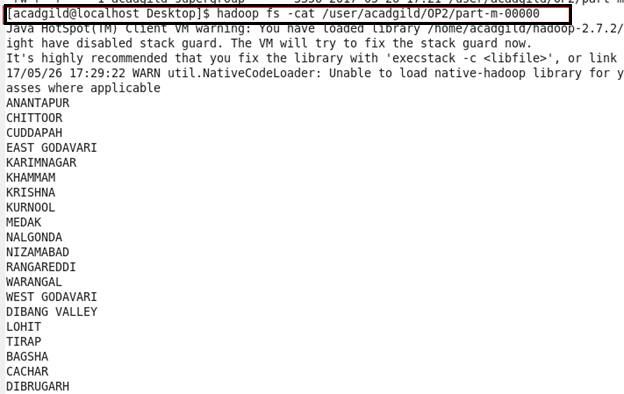 [acadgild@localhost Desktop]$ hadoop fs -cat /user/acadgild/OP2/part-m-00000
Java HotSpot(TM) Client VM warning: You have loaded library /home/acadgild/hadoop-2.7.2/
ight have disabled stack guard. The VM will try to fix the stack guard now.
It's highly recommended that you fix the library with 'execstack -c <libfile>', or link
17/05/26 17:29:22 WARN util.NativeCodeLoader: Unable to load native-hadoop library for y
asses where applicable
ANANTAPUR
CHITTOOR
CUDDAPAH
EAST GODAVARI
KARIMNAGAR
KHAMMAM
KRISHNA
KURNOOL
MEDAK
NALGONDA
NIZAMABAD
RANGAREDDI
WARANGAL
WEST GODAVARI
DIBANG VALLEY
LOHIT
TIRAP
BAGSHA
CACHAR
DIBRUGARH